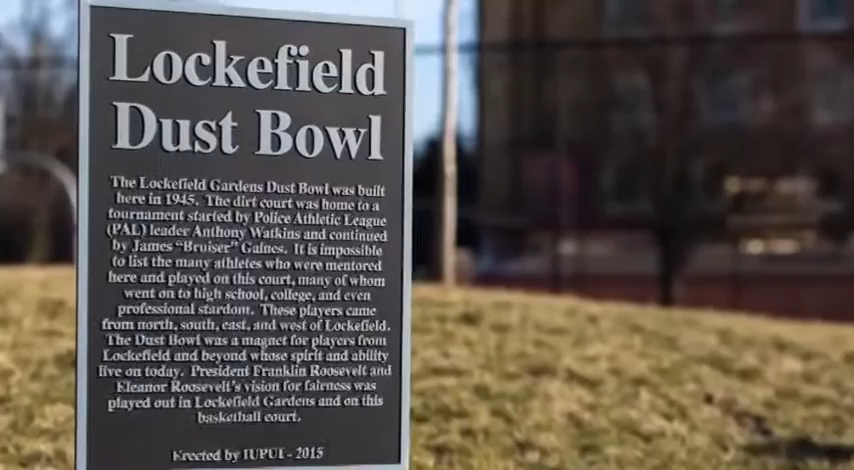 Lockefield
Dust Bowl
The Lockefield Gardens Dust Bowl was built
here in 1945. The dirt court was home to a
tournament started by Police Athletic League
(PAL) leader Anthony Watkins and continued
by James "Bruiser" Gaines. It is impossible
to list the many athletes who were mentored
here and played on this court, many of whom
went on to high school, college, and even
professional stardom. These players came
from north, south, east, and west of Lockefield.
The Dust Bowl was a magnet for players from
Lockefield and beyond whose spirit and ability
live on today. President Franklin Roosevelt and
Eleanor Roosevelt's vision for fairness was
played out in Lockefield Gardens and on this
basketball court.
Erected by IUPUI - 2015